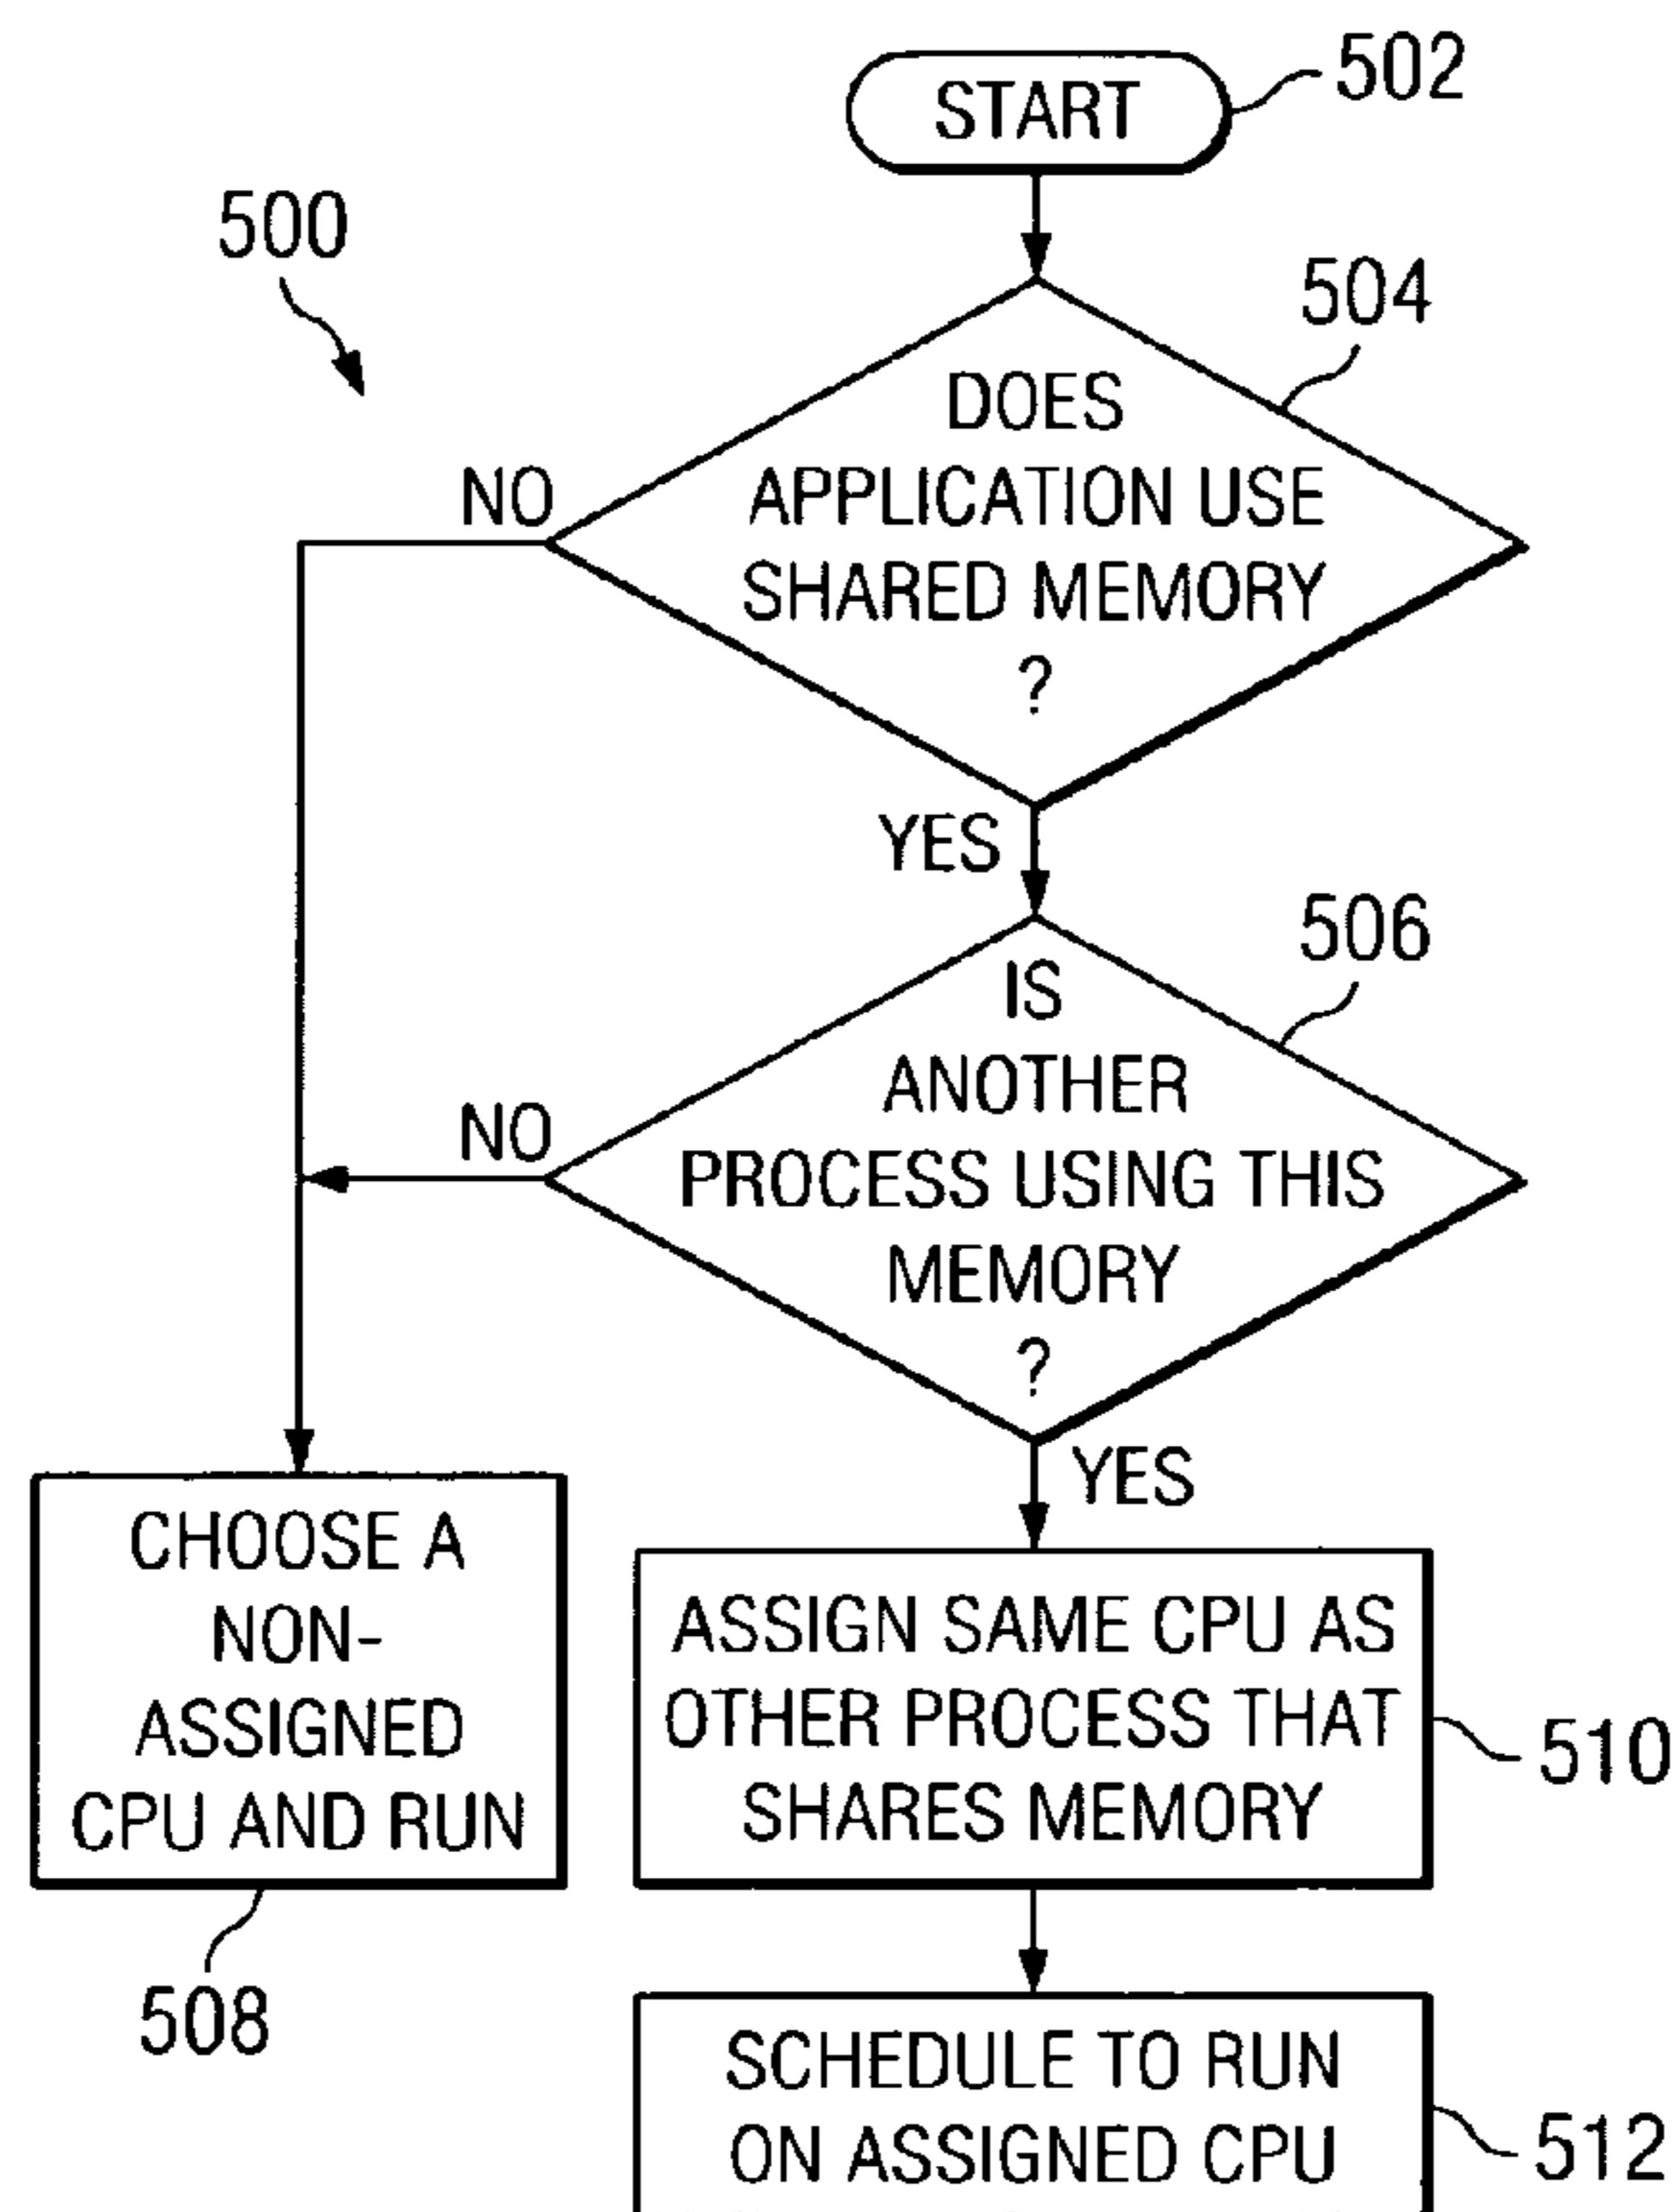 START
502
500
504
DOES
APPLICATION USE
SHARED MEMORY
?
NO
YES
506
IS
ANOTHER
PROCESS USING THIS
MEMORY
?
NO
YES
CHOOSE A
NON-
ASSIGNED
CPU AND RUN
508
ASSIGN SAME CPU AS
OTHER PROCESS THAT
SHARES MEMORY
510
SCHEDULE TO RUN
ON ASSIGNED CPU
512